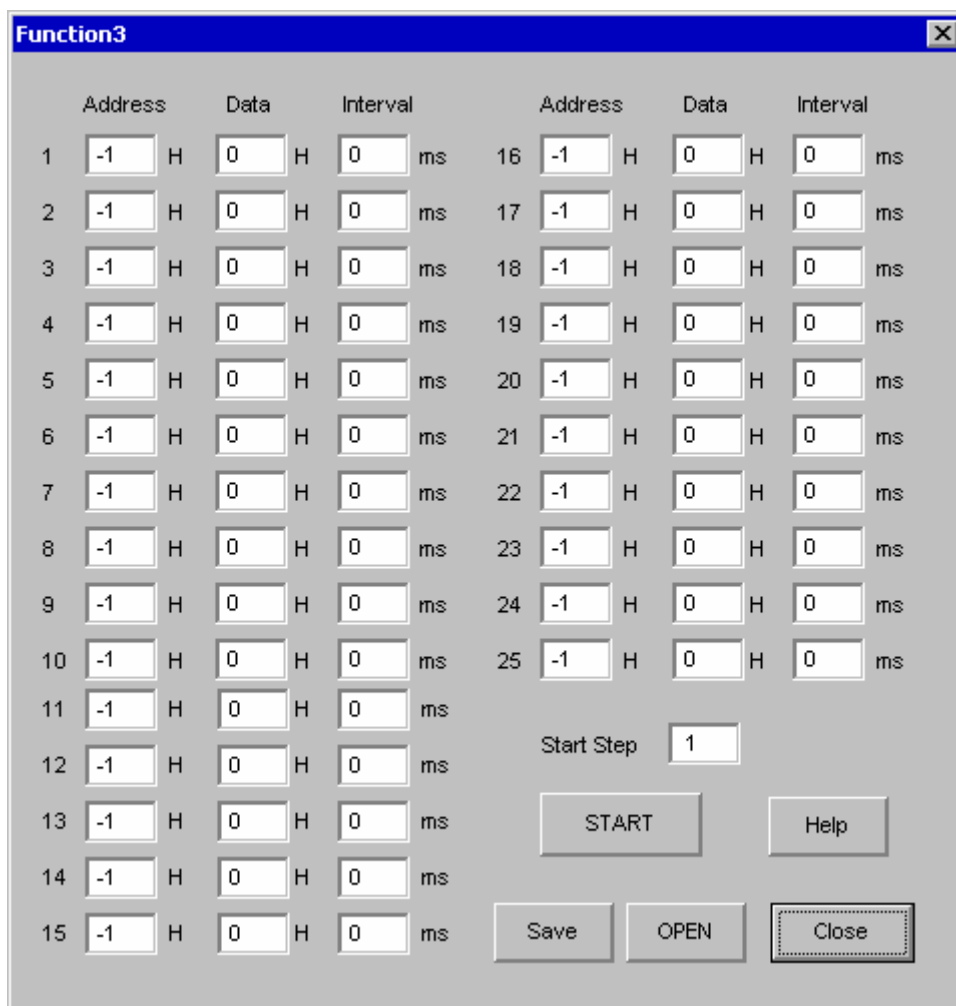 Function3
Address Data Interval Address Data Interval
1 -1 H 0 H 0 ms 16 -1 H 0 H 0 ms
2 -1 H 0 H 0 ms 17 -1 H 0 H 0 ms
3 -1 H 0 H 0 ms 18 -1 H 0 H 0 ms
4 -1 H 0 H 0 ms 19 -1 H 0 H 0 ms
5 -1 H 0 H 0 ms 20 -1 H 0 H 0 ms
6 -1 H 0 H 0 ms 21 -1 H 0 H 0 ms
7 -1 H 0 H 0 ms 22 -1 H 0 H 0 ms
8 -1 H 0 H 0 ms 23 -1 H 0 H 0 ms
9 -1 H 0 H 0 ms 24 -1 H 0 H 0 ms
10 -1 H 0 H 0 ms 25 -1 H 0 H 0 ms
11 -1 H 0 H 0 ms
Start Step 1
12 -1 H 0 H 0 ms
13 -1 H 0 H 0 ms START Help
14 -1 H 0 H 0 ms
15 -1 H 0 H 0 ms Save OPEN Close